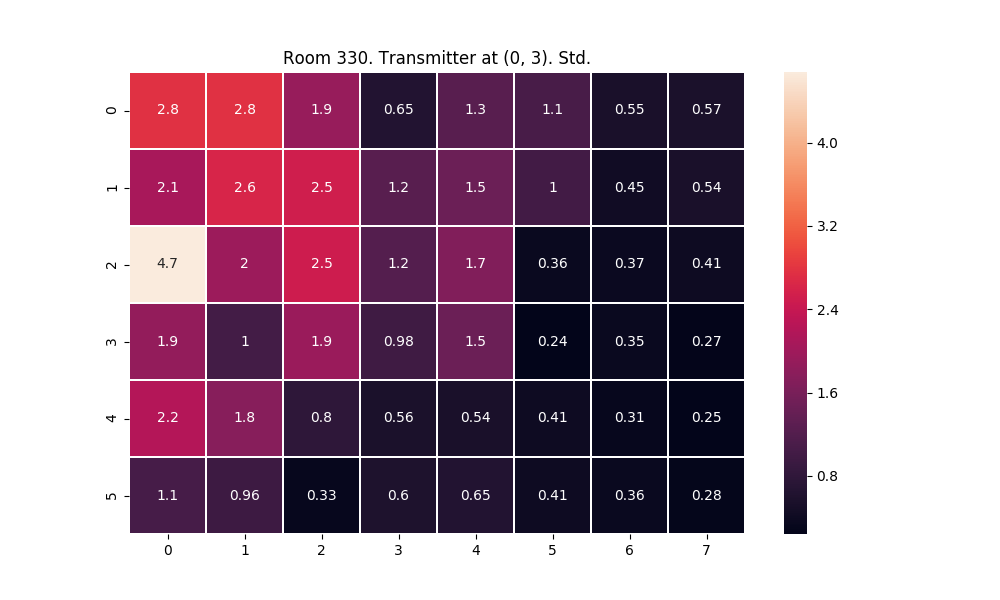 Room 330. Transmitter at (0, 3). Std.
0 2.8 2.8 1.9 0.65 1.3 1.1 0.55 0.57
1 2.1 2.6 2.5 1.2 1.5 1 0.45 0.54
2 4.7 2 2.5 1.2 1.7 0.36 0.37 0.41
3 1.9 1 1.9 0.98 1.5 0.24 0.35 0.27
4 2.2 1.8 0.8 0.56 0.54 0.41 0.31 0.25
5 1.1 0.96 0.33 0.6 0.65 0.41 0.36 0.28
0 1 2 3 4 5 6 7
4.0
3.2
2.4
1.6
0.8